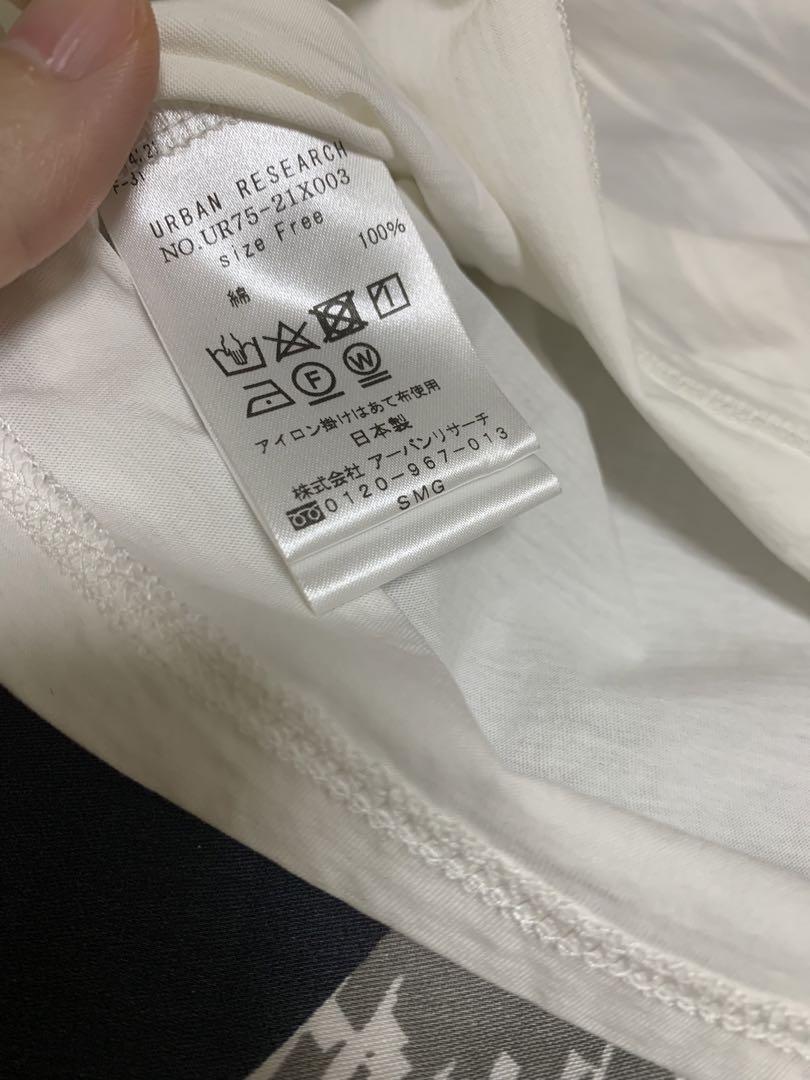 URBAN RESEARCH
NO.UR75-21X003
size Free
綿 100%
F
W
アイロン掛けはあて布使用
日本製
株式会社 アーバンリサーチ
0120-967-013
SMG